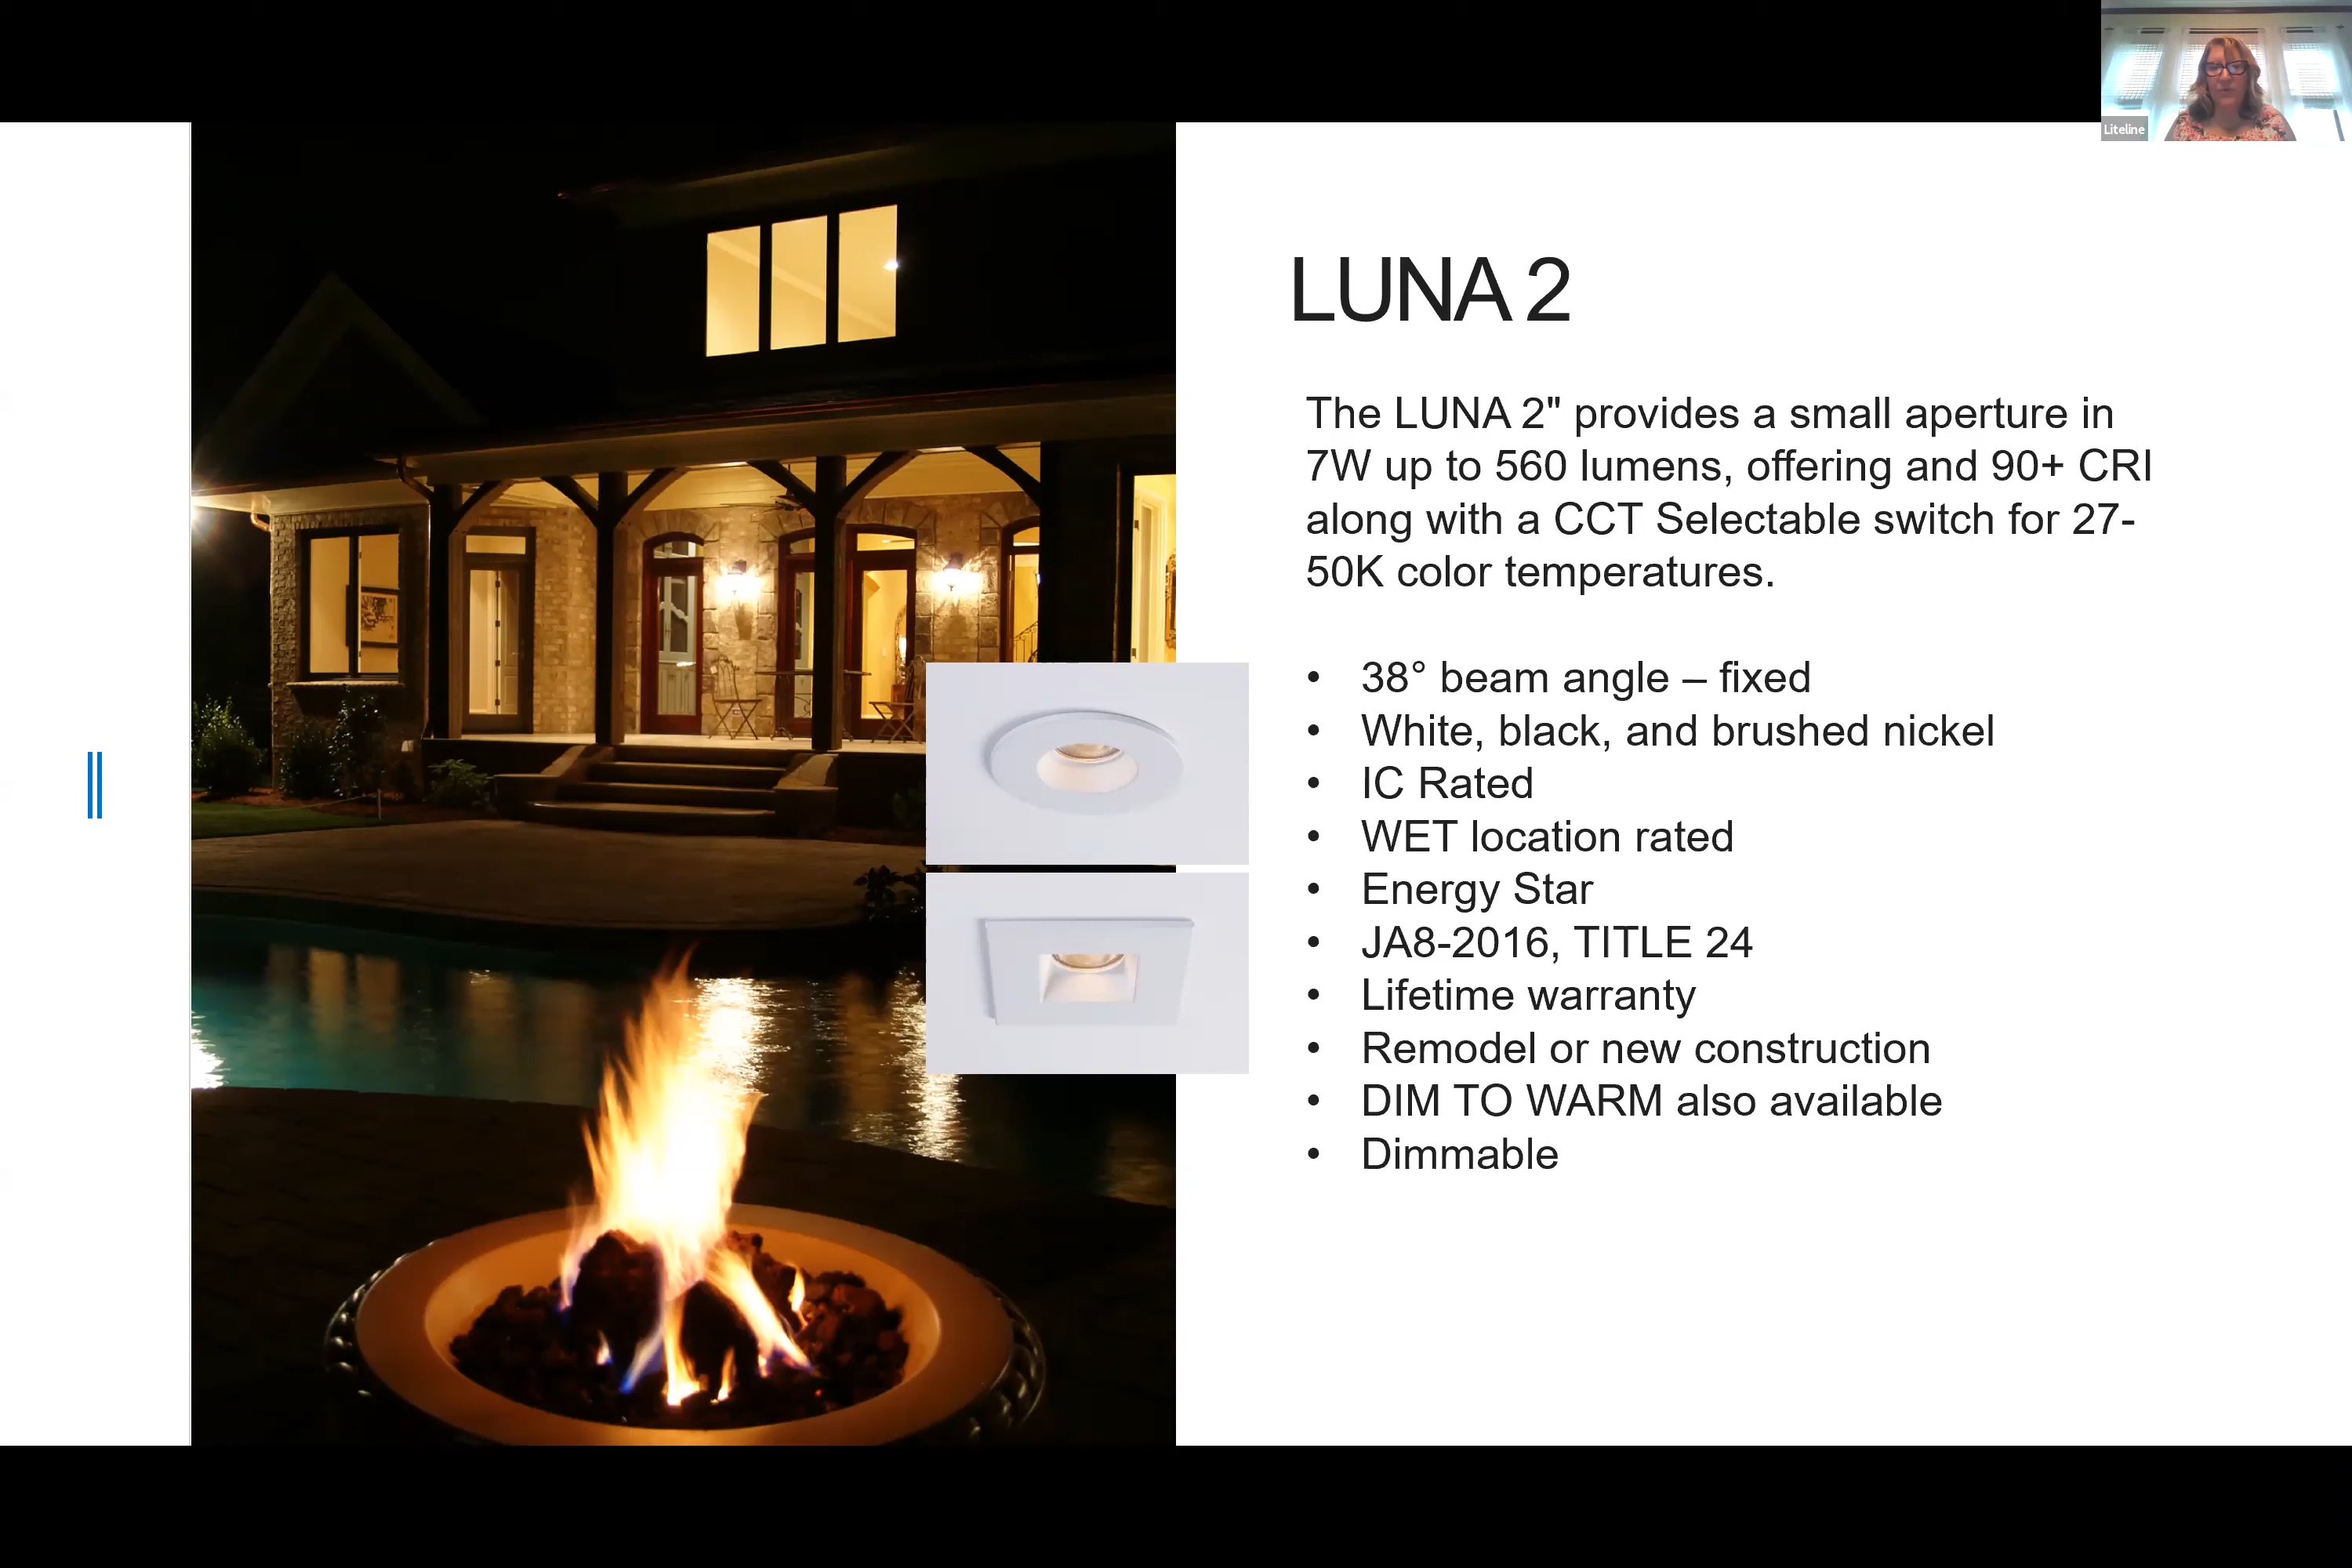 Liteline
LUNA 2
The LUNA 2" provides a small aperture in
7W up to 560 lumens, offering and 90+ CRI
along with a CCT Selectable switch for 27-
50K color temperatures.
• 38° beam angle – fixed
• White, black, and brushed nickel
• IC Rated
• WET location rated
• Energy Star
• JA8-2016, TITLE 24
• Lifetime warranty
• Remodel or new construction
• DIM TO WARM also available
• Dimmable